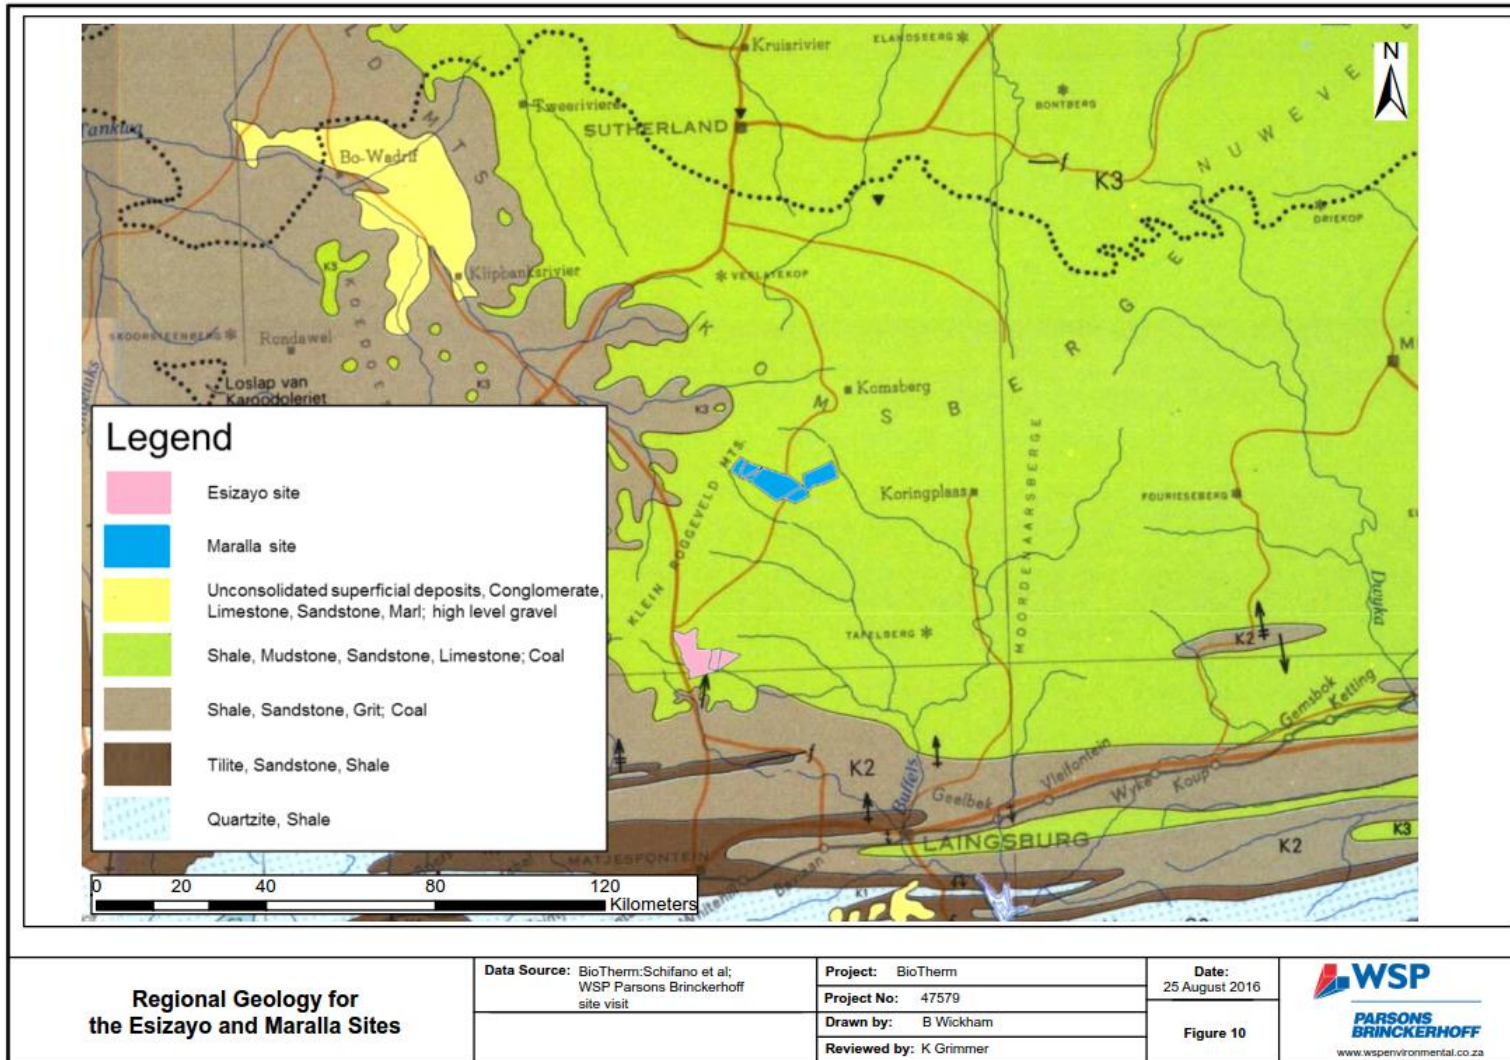 Kruisrivier
ELANDSBERG
N
Tweeriviere
BONTBERG
Tankwa
SUTHERLAND
MTS
NUWEVE
Bo-Wadrif
K3
DRIEKOP
Klipbanksrivier
VERLATEKOP
K3
SKOORSTEENBERG
Rondawel
KOMSBERGE
Loslap van
Karoodoleriet
K3
K3
Komsberg
M
KLEIN ROGGEVELD MTS.
Koringplaas
FOURIESEBERG
MOORDENAARSBERGE
Dwyka
TAFELBERG
K2
Gemsbok
Ketting
f
f
K2
Buffels
Geelbek
Vleifontein
Wyke
Koup
LAINGSBURG
K3
K2
MATJESFONTEIN
Whitehill
K1
Legend
Esizayo site
Maralla site
Unconsolidated superficial deposits, Conglomerate,
Limestone, Sandstone, Marl; high level gravel
Shale, Mudstone, Sandstone, Limestone; Coal
Shale, Sandstone, Grit; Coal
Tilite, Sandstone, Shale
Quartzite, Shale
0 20 40 80 120
Kilometers
Regional Geology for
the Esizayo and Maralla Sites
Data Source: BioTherm:Schifano et al;
WSP Parsons Brinckerhoff
site visit
Project: BioTherm
Project No: 47579
Drawn by: B Wickham
Reviewed by: K Grimmer
Date:
25 August 2016
Figure 10
WSP
PARSONS
BRINCKERHOFF
www.wspenvironmental.co.za